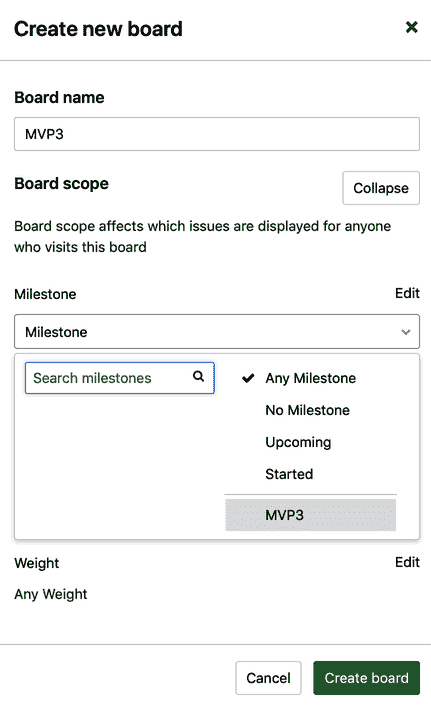 Create new board
Board name
MVP3
Board scope
Collapse
Board scope affects which issues are displayed for anyone
who visits this board
Milestone
Edit
Milestone
Search milestones
Any Milestone
No Milestone
Upcoming
Started
MVP3
Weight
Edit
Any Weight
Cancel
Create board